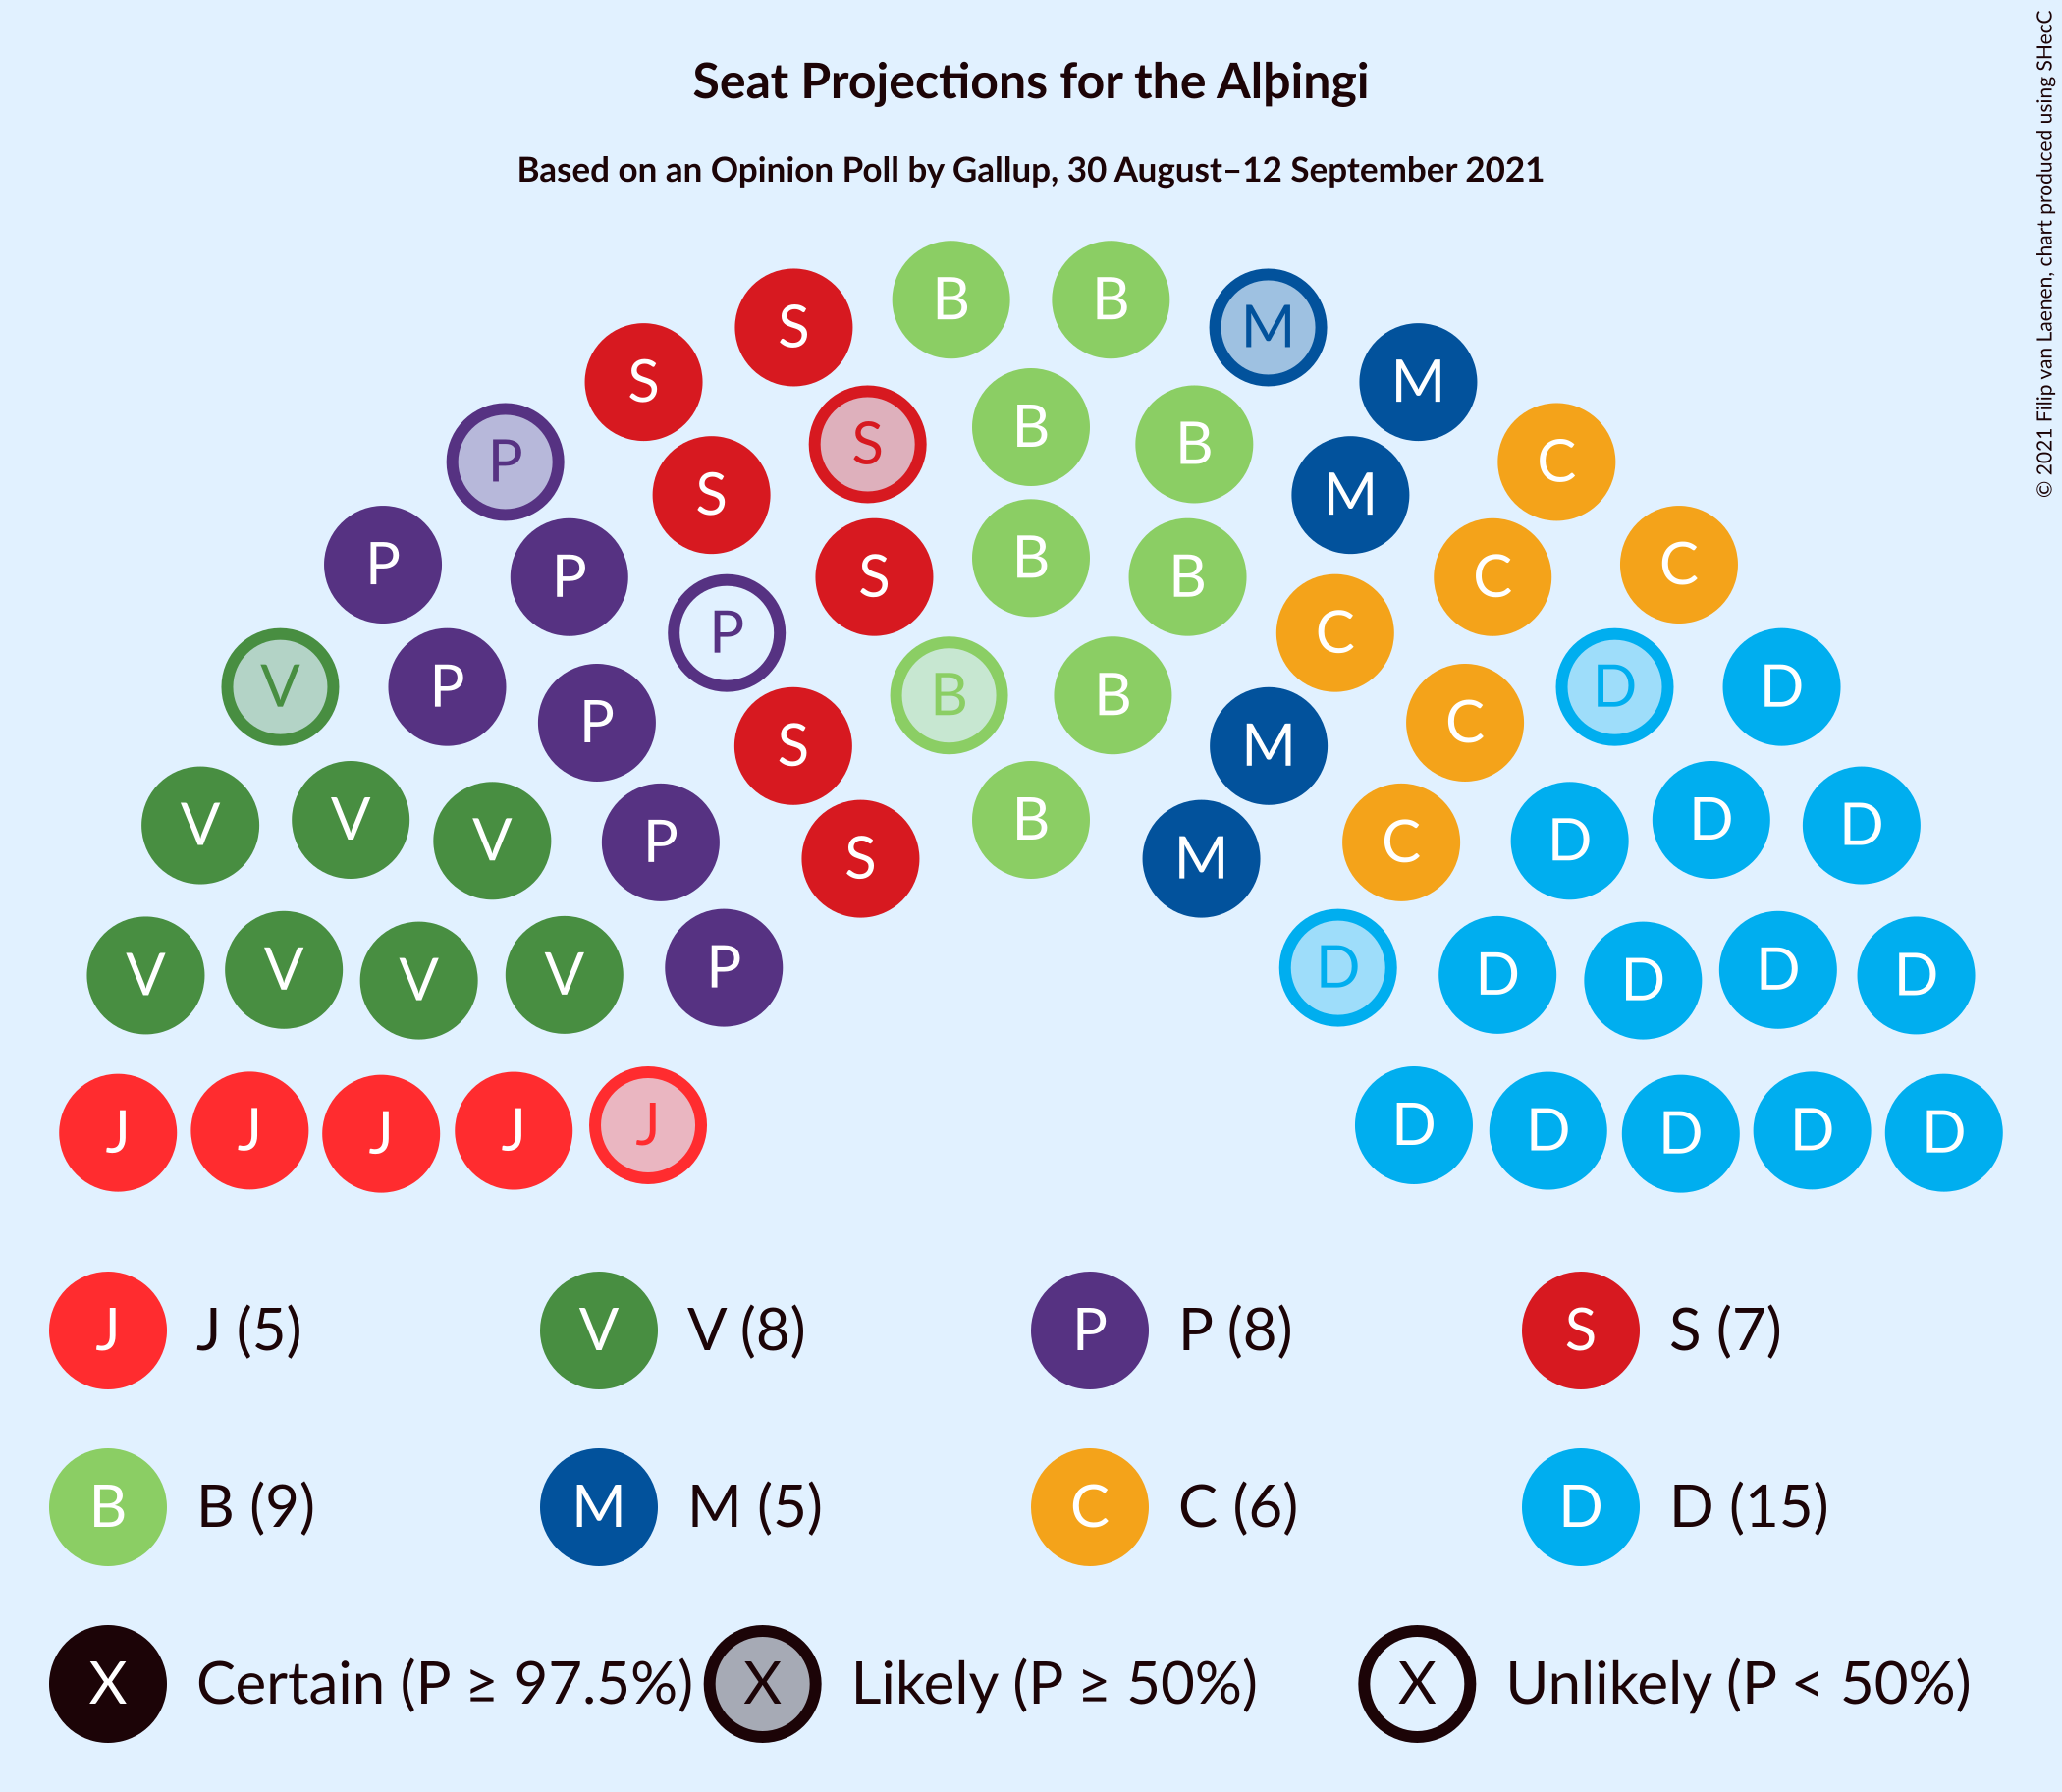 © 2021 Filip van Laenen, chart produced using SHecC
Seat Projections for the Alþingi
Based on an Opinion Poll by Gallup, 30 August–12 September 2021
S B B M
S M
P S B B C
S M
P P S B B C C
P C
V P P B B C D D
S M
V V V P S B M C D D D
V V V V P D D D D D
J J J J J D D D D D
J J (5) V V (8) P P (8) S S (7)
B B (9) M M (5) C C (6) D D (15)
X Certain (P ≥ 97.5%) X Likely (P ≥ 50%) X Unlikely (P < 50%)